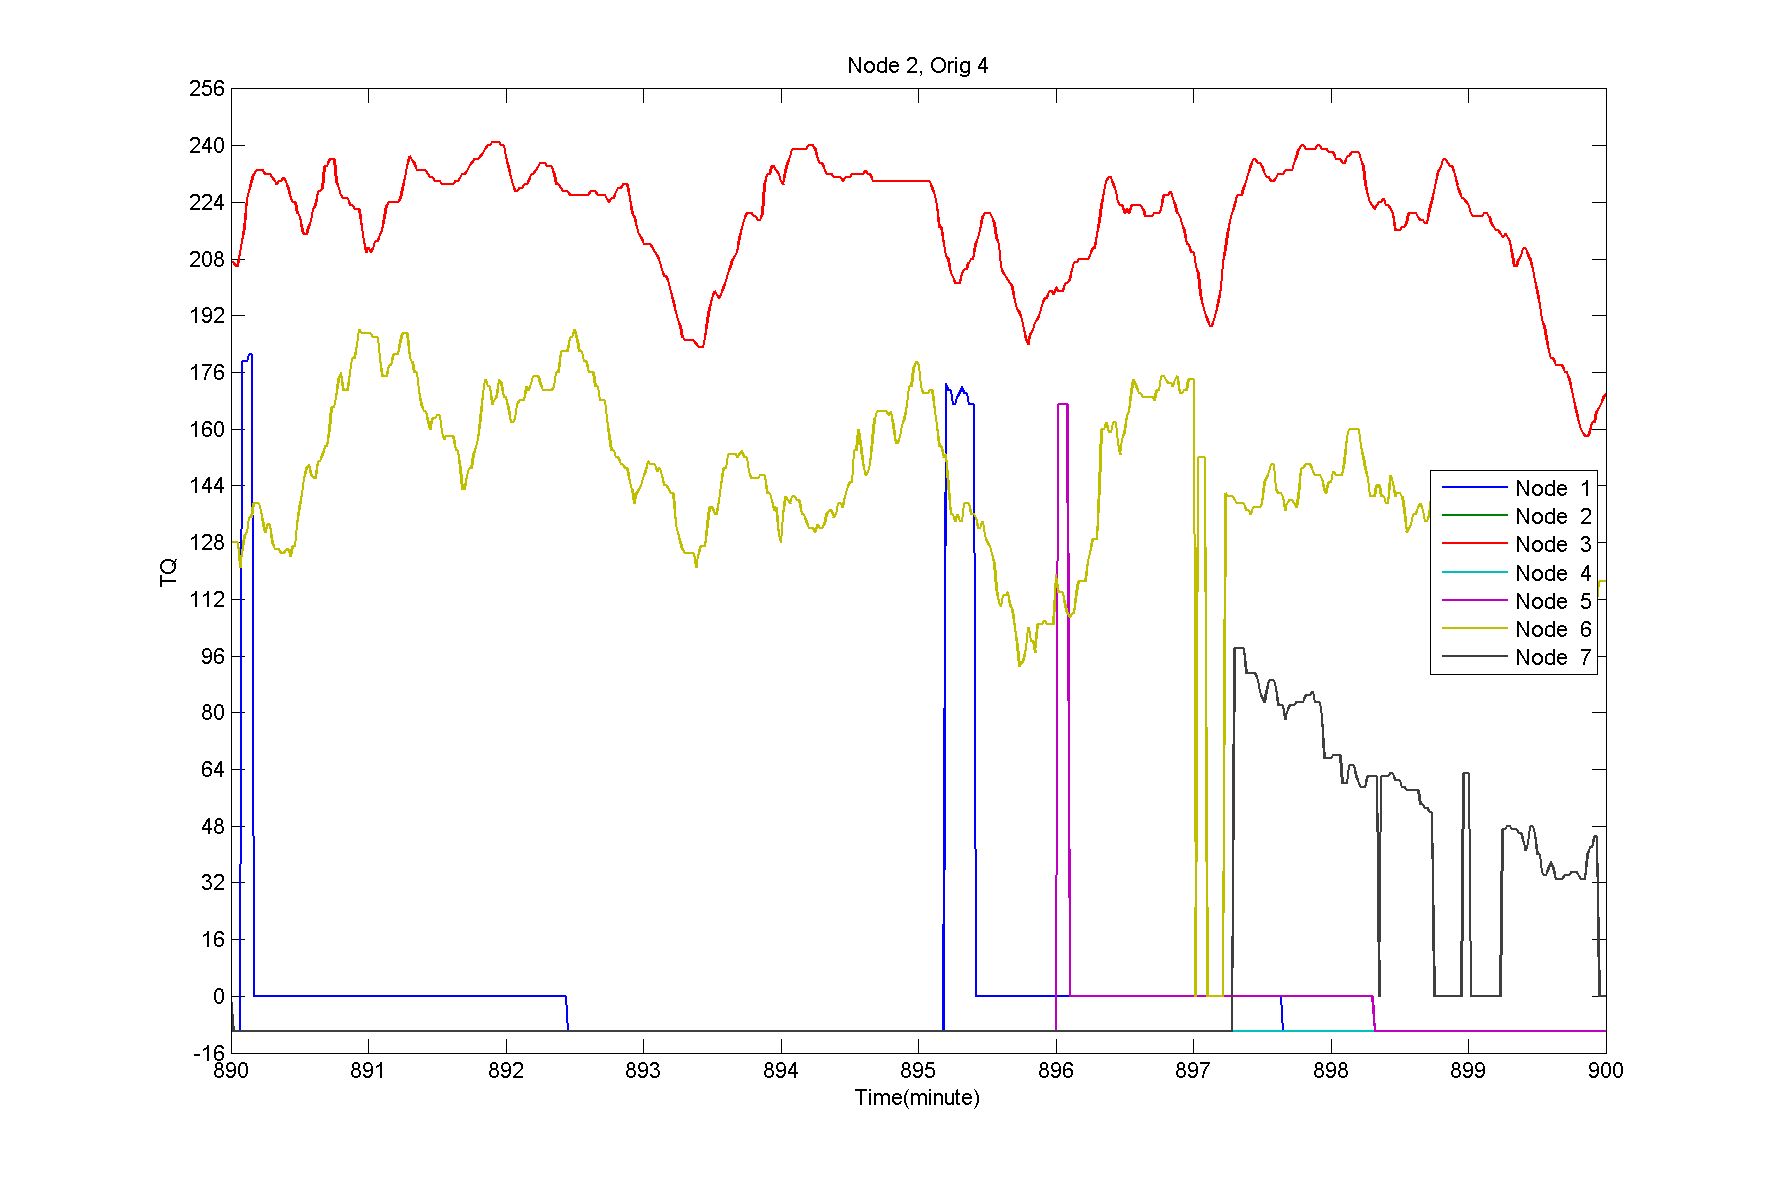 Node 2, Orig 4
256
240
224
208
192
176
160
144
128
112
96
80
64
48
32
16
0
-16
TQ
Node 1
Node 2
Node 3
Node 4
Node 5
Node 6
Node 7
890 891 892 893 894 895 896 897 898 899 900
Time(minute)